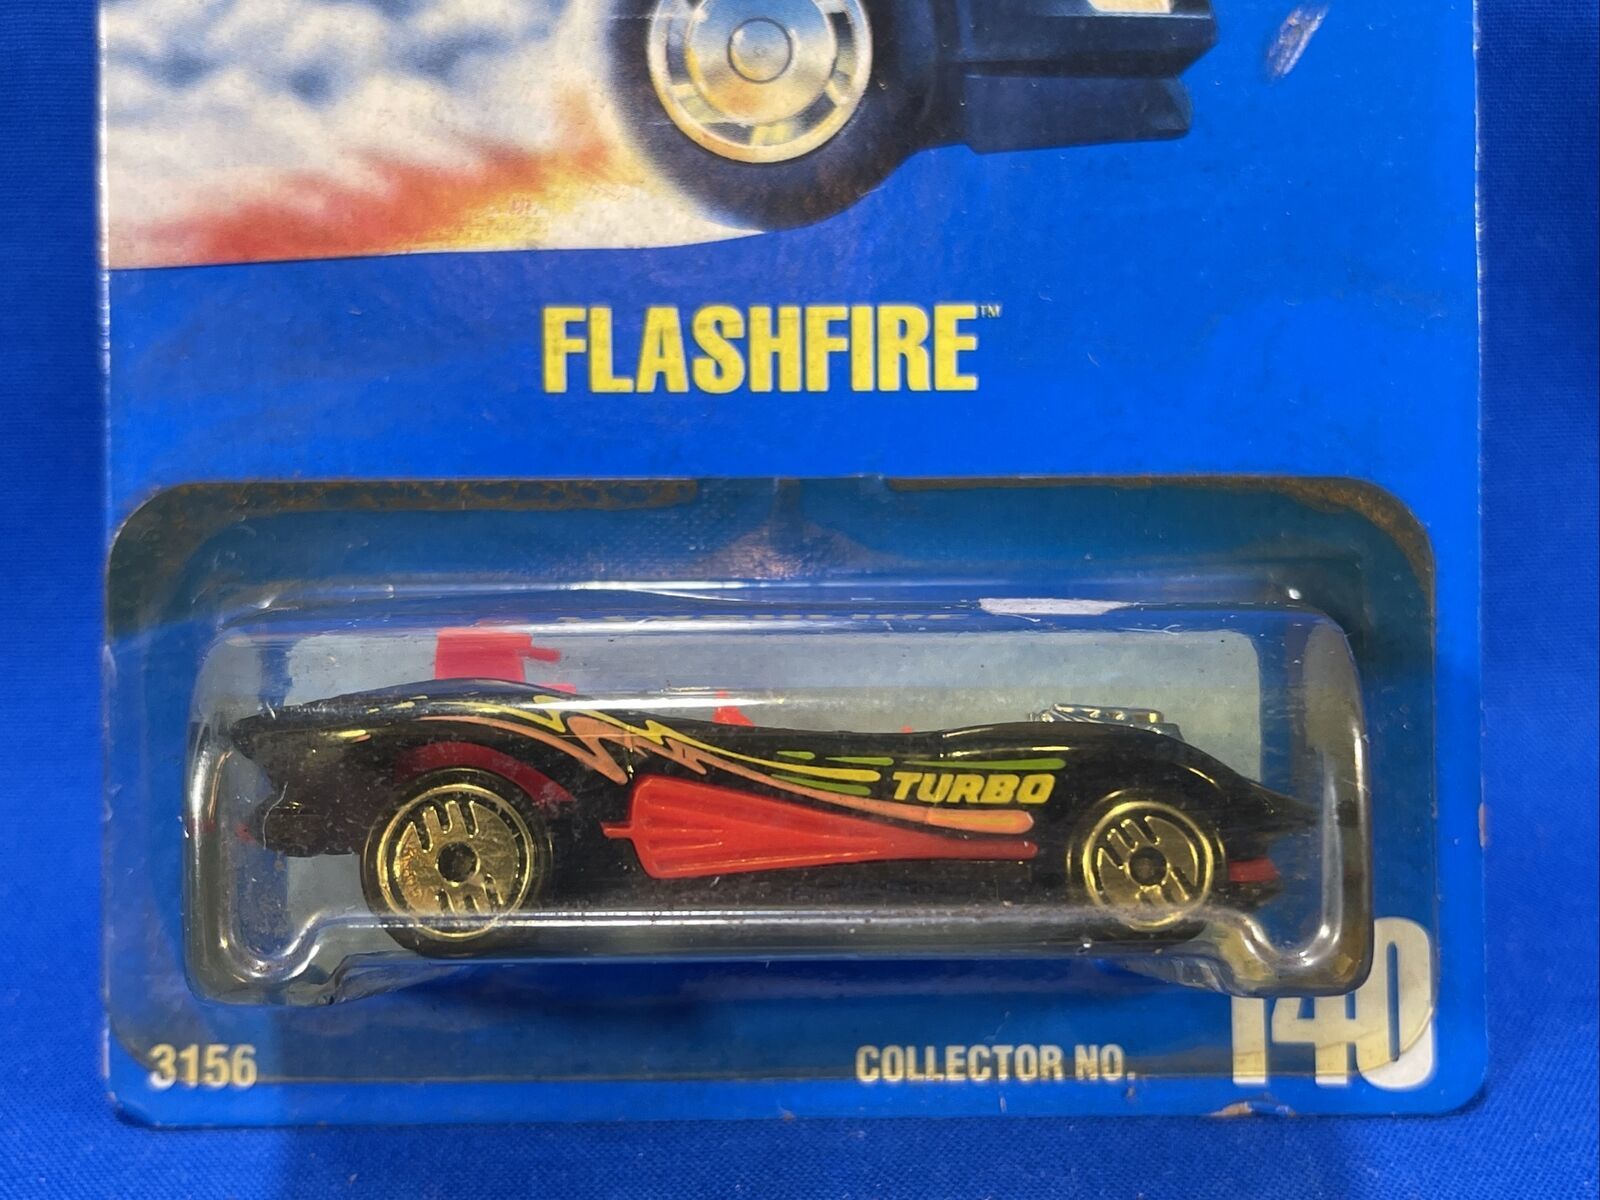 FLASHFIRE™
TURBO
3156
COLLECTOR NO. 140